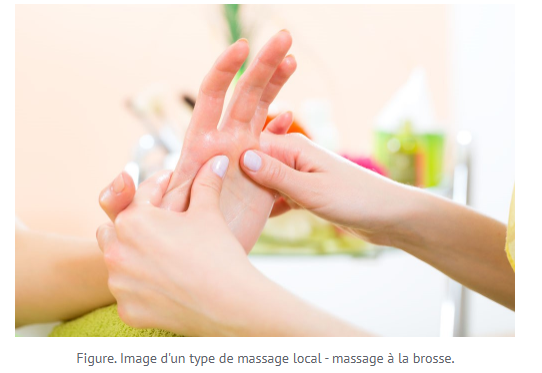 Figure. Image d'un type de massage local - massage à la brosse.